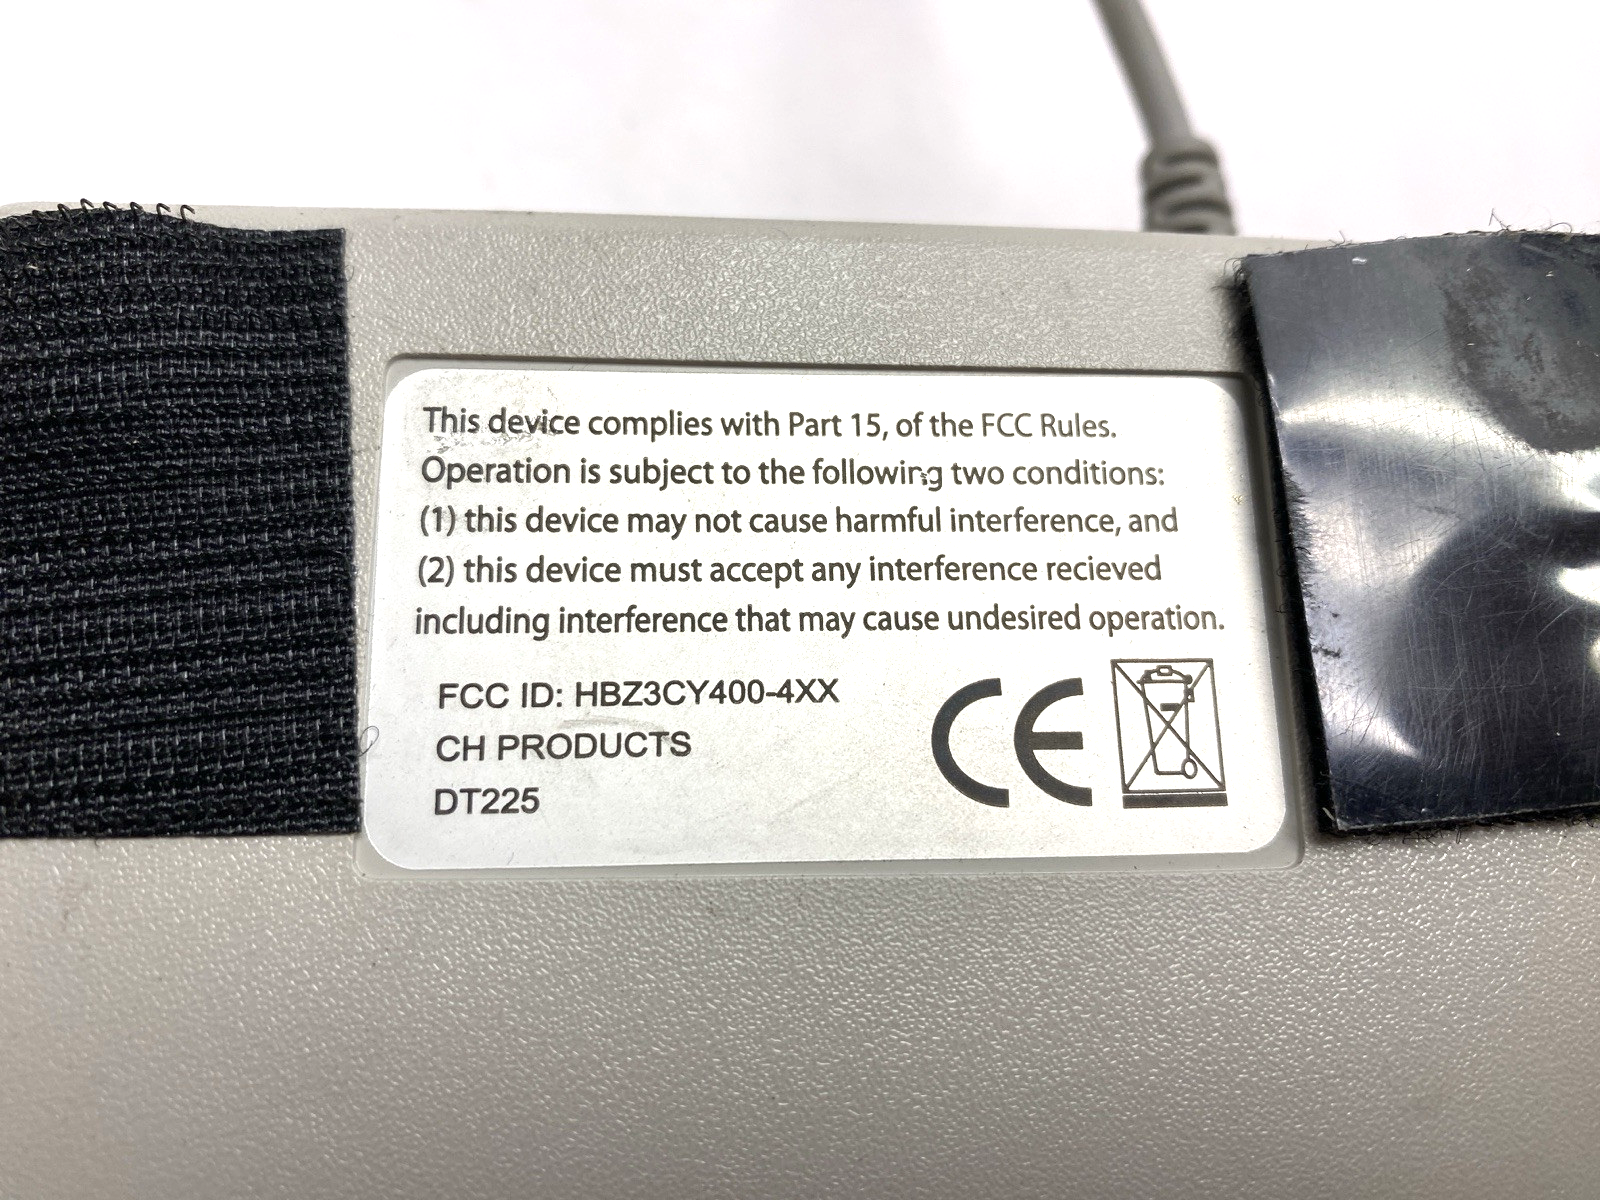 This device complies with Part 15, of the FCC Rules.
Operation is subject to the following two conditions:
(1) this device may not cause harmful interference, and
(2) this device must accept any interference recieved
including interference that may cause undesired operation.
FCC ID: HBZ3CY400-4XX
CH PRODUCTS
DT225
CE